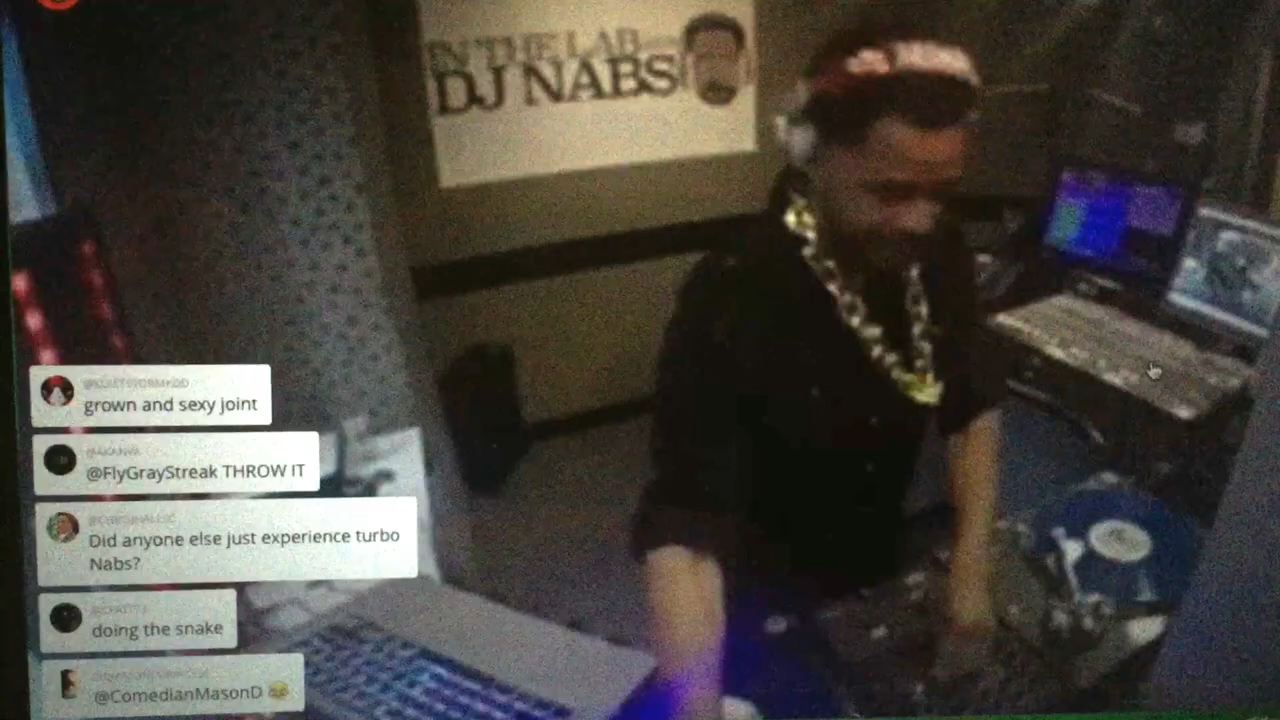 IN THE LAB
DJ NABS
grown and sexy joint
@FlyGrayStreak THROW IT
Did anyone else just experience turbo
Nabs?
doing the snake
@ComedianMasonD 😂